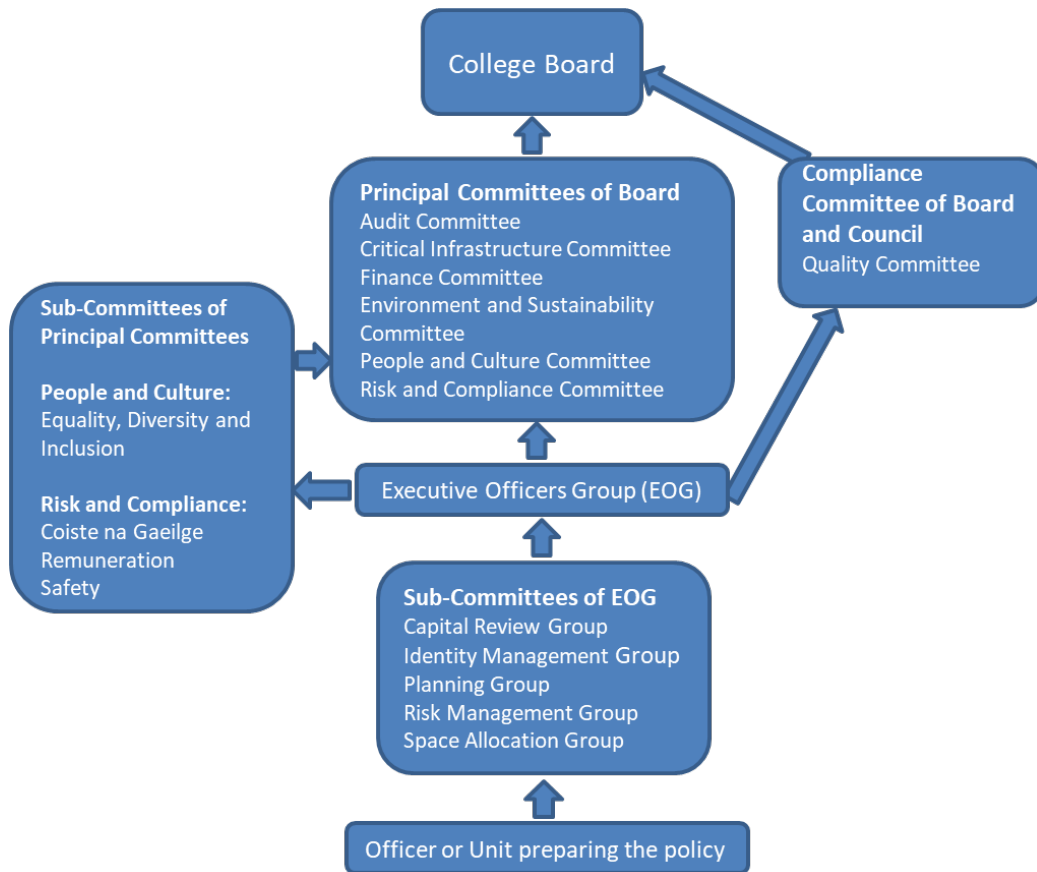 College Board
Principal Committees of Board
Audit Committee
Critical Infrastructure Committee
Finance Committee
Environment and Sustainability
Committee
People and Culture Committee
Risk and Compliance Committee
Compliance
Committee of Board
and Council
Quality Committee
Sub-Committees of
Principal Committees
People and Culture:
Equality, Diversity and
Inclusion
Risk and Compliance:
Coiste na Gaeilge
Remuneration
Safety
Executive Officers Group (EOG)
Sub-Committees of EOG
Capital Review Group
Identity Management Group
Planning Group
Risk Management Group
Space Allocation Group
Officer or Unit preparing the policy